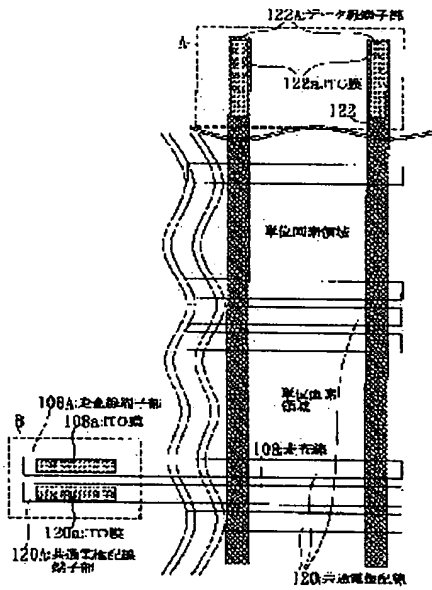 122A:データ線端子部
A
122a:ITO膜
122
単位画素領域
単位画素
領域
B
108A:走査線端子部
108a:ITO膜
108:走査線
120a:ITO膜
120A:共通電極配線
端子部
120:共通電極配線